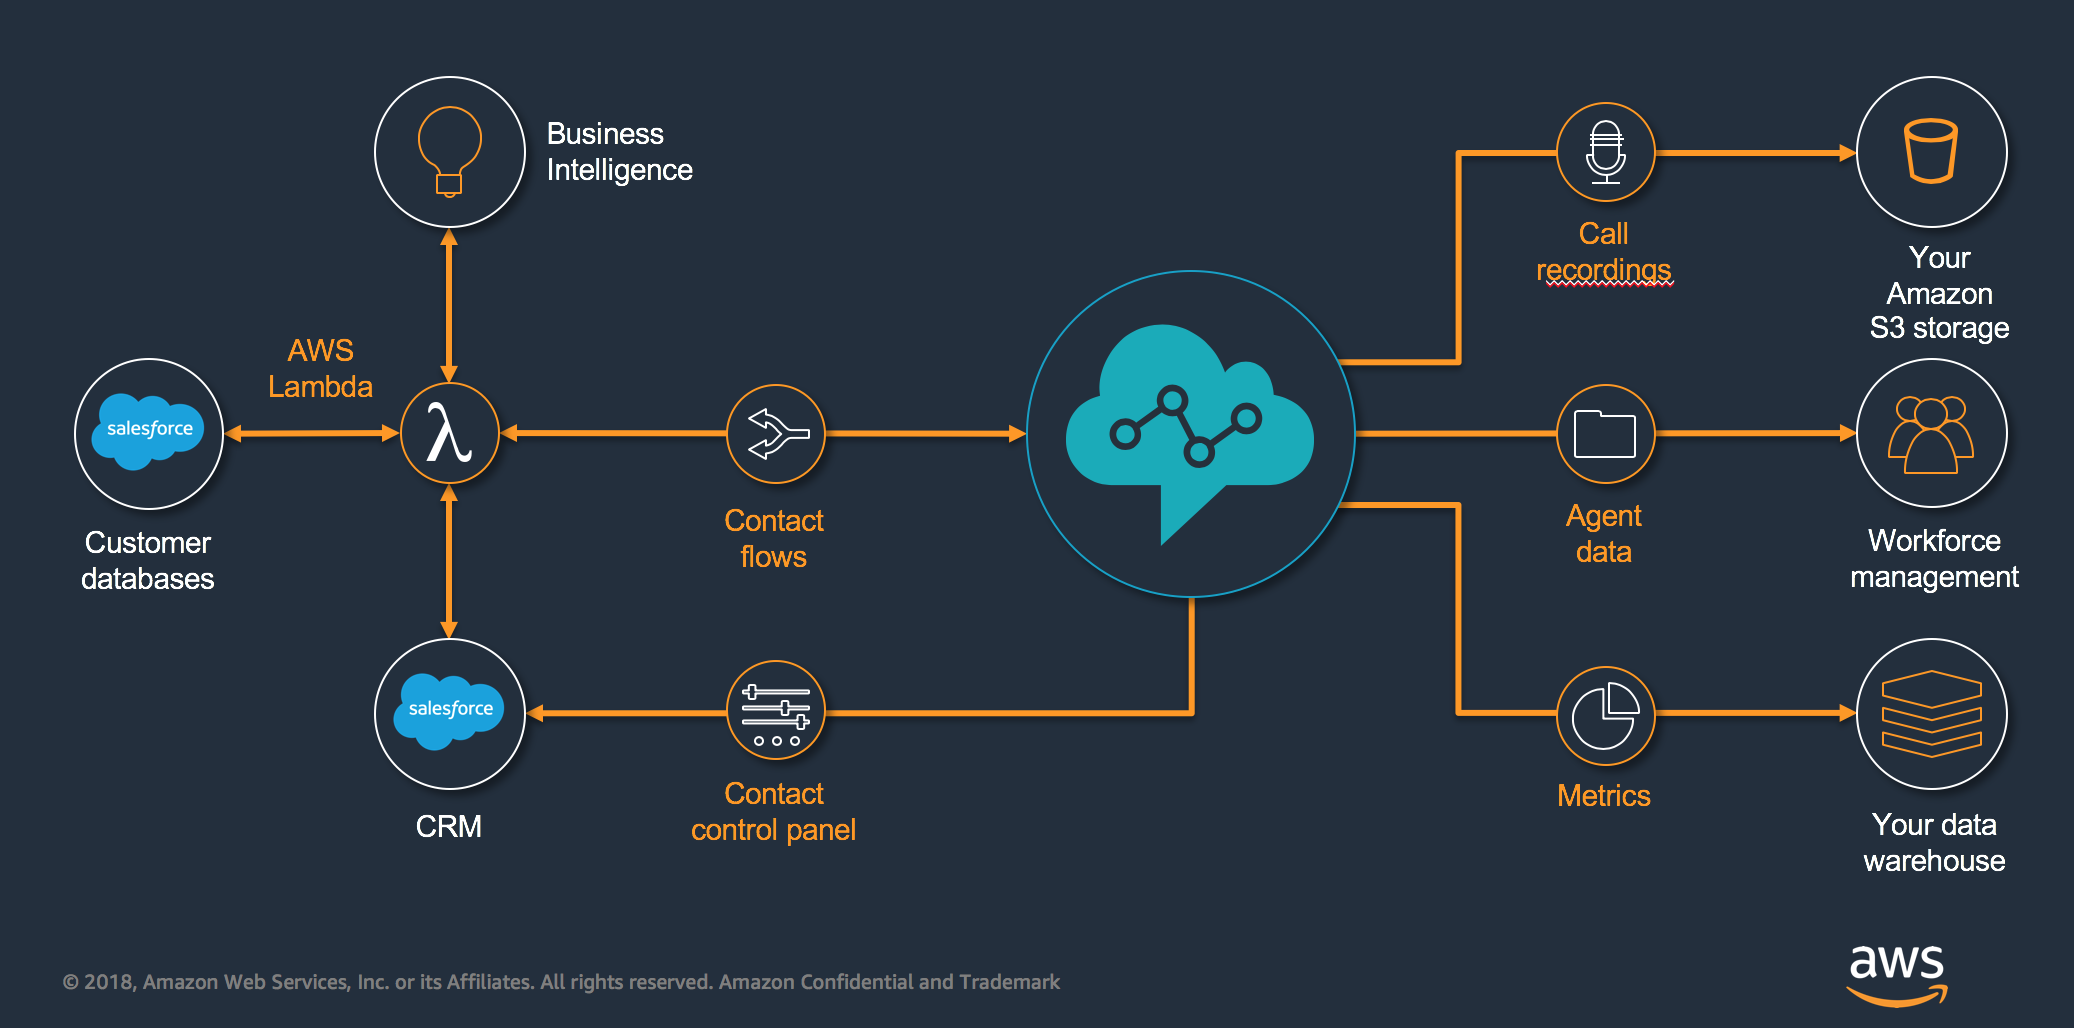 Business
Intelligence
AWS
Lambda
salesforce
Customer
databases
λ
Contact
flows
salesforce
CRM
Contact
control panel
Call
recordings
Your
Amazon
S3 storage
Agent
data
Workforce
management
Metrics
Your data
warehouse
© 2018, Amazon Web Services, Inc. or its Affiliates. All rights reserved. Amazon Confidential and Trademark
aws